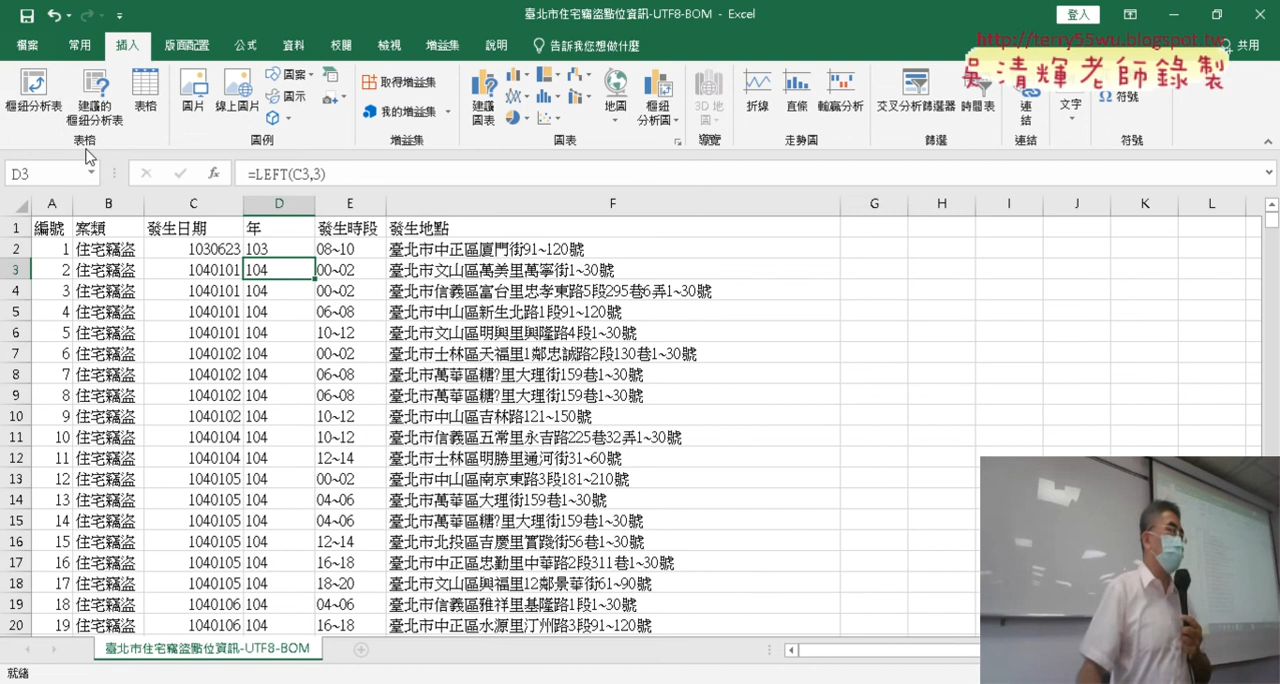 臺北市住宅竊盜點位資訊-UTF8-BOM - Excel
登入
檔案 常用 插入 版面配置 公式 資料 校閱 檢視 增益集 說明 告訴我您想做什麼 共用
http://terry55wu.blogspot.tw
吳清輝老師錄製
樞紐分析表 建議的樞紐分析表 表格 圖片 線上圖片 圖案 圖示 取得增益集 我的增益集 建議圖表 地圖 樞紐分析圖 3D 地圖 折線 直條 輸贏分析 交叉分析篩選器 時間表 連結 文字 Ω 符號
表格 圖例 增益集 圖表 導覽 走勢圖 篩選 連結 符號
D3 fx =LEFT(C3,3)
A B C D E F G H I J K L
1 編號 案類 發生日期 年 發生時段 發生地點
2 1 住宅竊盜 1030623 103 08~10 臺北市中正區廈門街91~120號
3 2 住宅竊盜 1040101 104 00~02 臺北市文山區萬美里萬寧街1~30號
4 3 住宅竊盜 1040101 104 00~02 臺北市信義區富台里忠孝東路5段295巷6弄1~30號
5 4 住宅竊盜 1040101 104 06~08 臺北市中山區新生北路1段91~120號
6 5 住宅竊盜 1040101 104 10~12 臺北市文山區明興里興隆路4段1~30號
7 6 住宅竊盜 1040102 104 00~02 臺北市士林區天福里1鄰忠誠路2段130巷1~30號
8 7 住宅竊盜 1040102 104 06~08 臺北市萬華區糖?里大理街159巷1~30號
9 8 住宅竊盜 1040102 104 06~08 臺北市萬華區糖?里大理街159巷1~30號
10 9 住宅竊盜 1040102 104 10~12 臺北市中山區吉林路121~150號
11 10 住宅竊盜 1040104 104 10~12 臺北市信義區五常里永吉路225巷32弄1~30號
12 11 住宅竊盜 1040104 104 12~14 臺北市士林區明勝里通河街31~60號
13 12 住宅竊盜 1040105 104 00~02 臺北市中山區南京東路3段181~210號
14 13 住宅竊盜 1040105 104 04~06 臺北市萬華區大理街159巷1~30號
15 14 住宅竊盜 1040105 104 04~06 臺北市萬華區糖?里大理街159巷1~30號
16 15 住宅竊盜 1040105 104 12~14 臺北市北投區吉慶里實踐街56巷1~30號
17 16 住宅竊盜 1040105 104 16~18 臺北市中正區忠勤里中華路2段311巷1~30號
18 17 住宅竊盜 1040105 104 18~20 臺北市文山區興福里12鄰景華街61~90號
19 18 住宅竊盜 1040106 104 04~06 臺北市信義區雅祥里基隆路1段1~30號
20 19 住宅竊盜 1040106 104 16~18 臺北市中正區水源里汀州路3段91~120號
臺北市住宅竊盜點位資訊-UTF8-BOM
就緒